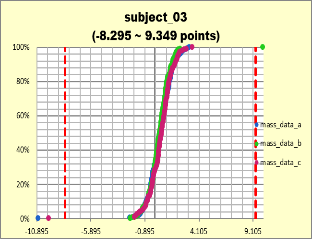 subject_03
(-8.295 ~ 9.349 points)
100%
80%
60%
40%
20%
0%
mass_data_a
mass_data_b
mass_data_c
-10.895 -5.895 -0.895 4.105 9.105